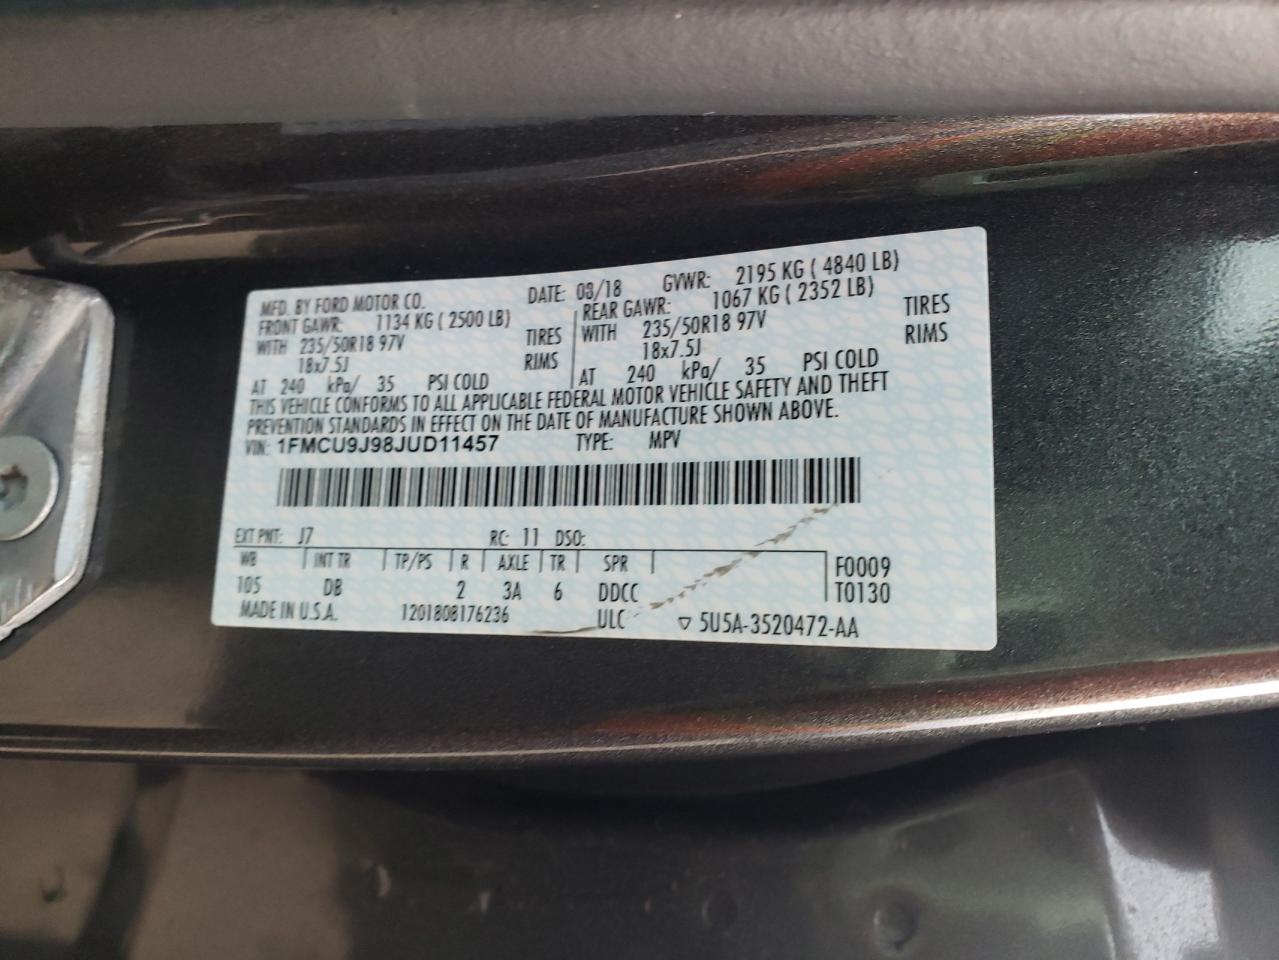 MFD. BY FORD MOTOR CO. DATE: 08/18 GVWR: 2195 KG ( 4840 LB)
FRONT GAWR: 1134 KG ( 2500 LB) REAR GAWR: 1067 KG ( 2352 LB)
WITH 235/50R18 97V TIRES WITH 235/50R18 97V TIRES
18x7.5J RIMS 18x7.5J RIMS
AT 240 kPa/ 35 PSI COLD AT 240 kPa/ 35 PSI COLD
THIS VEHICLE CONFORMS TO ALL APPLICABLE FEDERAL MOTOR VEHICLE SAFETY AND THEFT
PREVENTION STANDARDS IN EFFECT ON THE DATE OF MANUFACTURE SHOWN ABOVE.
VIN: 1FMCU9J98JUD11457 TYPE: MPV
EXT PNT: J7 RC: 11 DSO:
WB INT TR TP/PS R AXLE TR SPR F0009
105 DB 2 3A 6 DDCC T0130
MADE IN U.S.A. 1201808176236 ULC ▽ 5U5A-3520472-AA